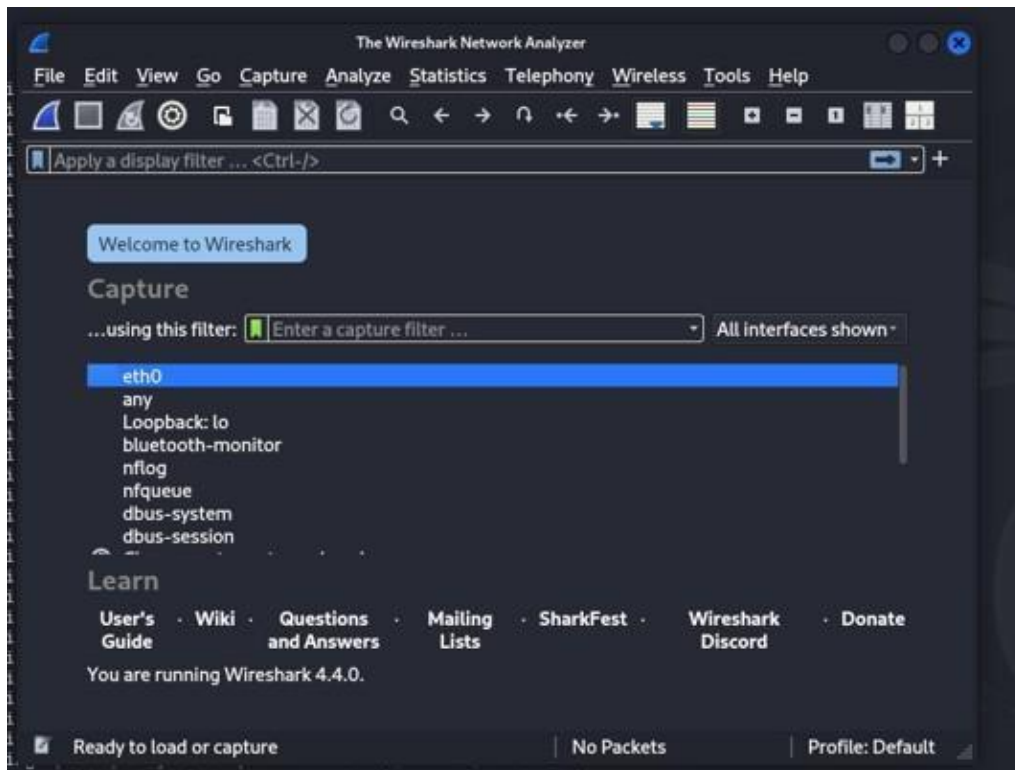 The Wireshark Network Analyzer
File Edit View Go Capture Analyze Statistics Telephony Wireless Tools Help
Apply a display filter ... <Ctrl-/>
Welcome to Wireshark
Capture
...using this filter: Enter a capture filter ... All interfaces shown
eth0
any
Loopback: lo
bluetooth-monitor
nflog
nfqueue
dbus-system
dbus-session
Learn
User's Guide · Wiki · Questions and Answers · Mailing Lists · SharkFest · Wireshark Discord · Donate
You are running Wireshark 4.4.0.
Ready to load or capture No Packets Profile: Default